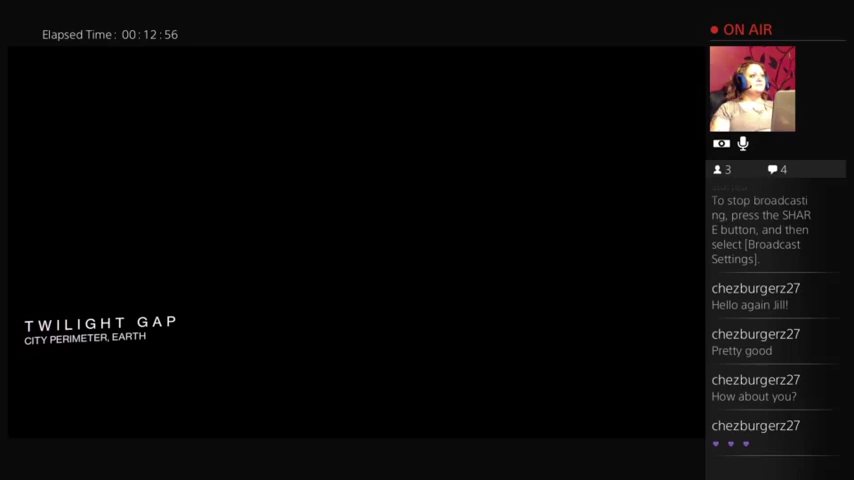 Elapsed Time: 00:12:56
ON AIR
3
4
To stop broadcasti
ng, press the SHAR
E button, and then
select [Broadcast
Settings].
chezburgerz27
Hello again Jill!
chezburgerz27
Pretty good
chezburgerz27
How about you?
chezburgerz27
TWILIGHT GAP
CITY PERIMETER, EARTH